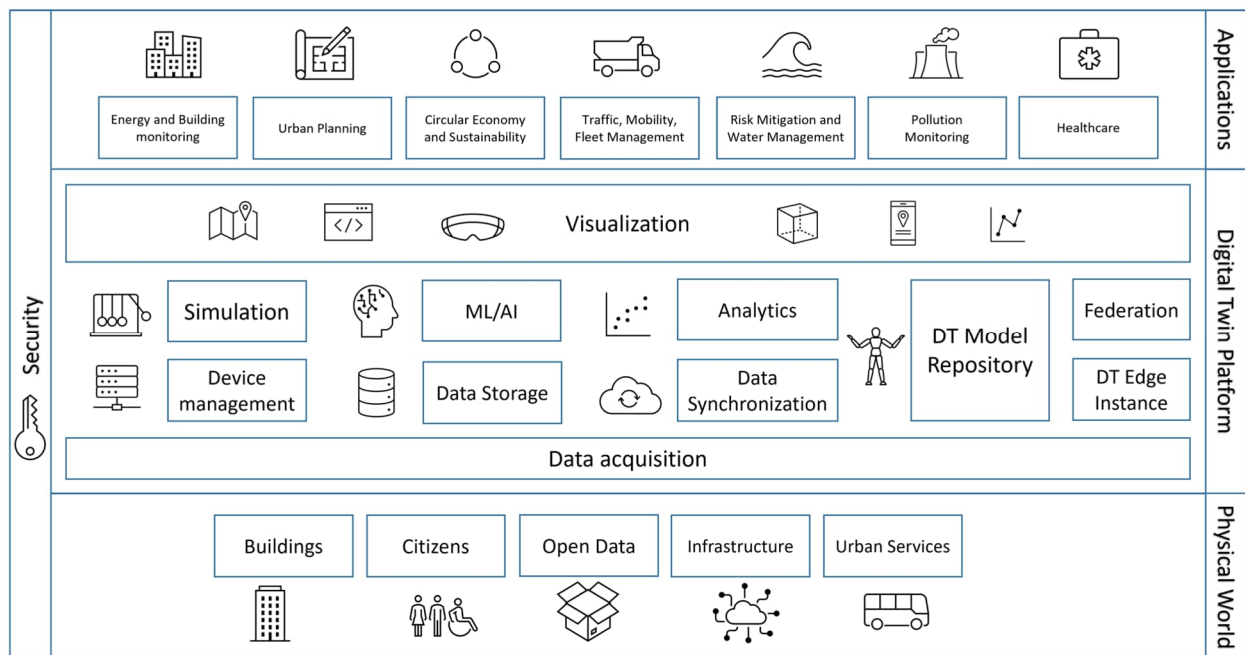 Energy and Building
monitoring
Urban Planning
Circular Economy
and Sustainability
Traffic, Mobility,
Fleet Management
Risk Mitigation and
Water Management
Pollution
Monitoring
Healthcare
Applications
Visualization
</>
Simulation
ML/AI
Analytics
DT Model
Repository
Federation
Device
management
Data Storage
Data
Synchronization
DT Edge
Instance
Data acquisition
Digital Twin Platform
Security
Buildings
Citizens
Open Data
Infrastructure
Urban Services
Physical World